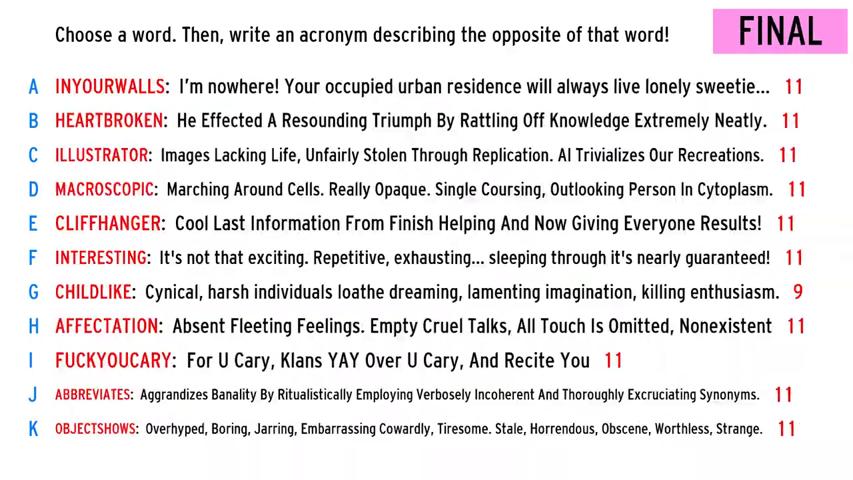 Choose a word. Then, write an acronym describing the opposite of that word!
FINAL
A INYOURWALLS: I'm nowhere! Your occupied urban residence will always live lonely sweetie... 11
B HEARTBROKEN: He Effected A Resounding Triumph By Rattling Off Knowledge Extremely Neatly. 11
C ILLUSTRATOR: Images Lacking Life, Unfairly Stolen Through Replication. AI Trivializes Our Recreations. 11
D MACROSCOPIC: Marching Around Cells. Really Opaque. Single Coursing, Outlooking Person In Cytoplasm. 11
E CLIFFHANGER: Cool Last Information From Finish Helping And Now Giving Everyone Results! 11
F INTERESTING: It's not that exciting. Repetitive, exhausting... sleeping through it's nearly guaranteed! 11
G CHILDLIKE: Cynical, harsh individuals loathe dreaming, lamenting imagination, killing enthusiasm. 9
H AFFECTATION: Absent Fleeting Feelings. Empty Cruel Talks, All Touch Is Omitted, Nonexistent 11
I FUCKYOUCARY: For U Cary, Klans YAY Over U Cary, And Recite You 11
J ABBREVIATES: Aggrandizes Banality By Ritualistically Employing Verbosely Incoherent And Thoroughly Excruciating Synonyms. 11
K OBJECTSHOWS: Overhyped, Boring, Jarring, Embarrassing Cowardly, Tiresome. Stale, Horrendous, Obscene, Worthless, Strange. 11